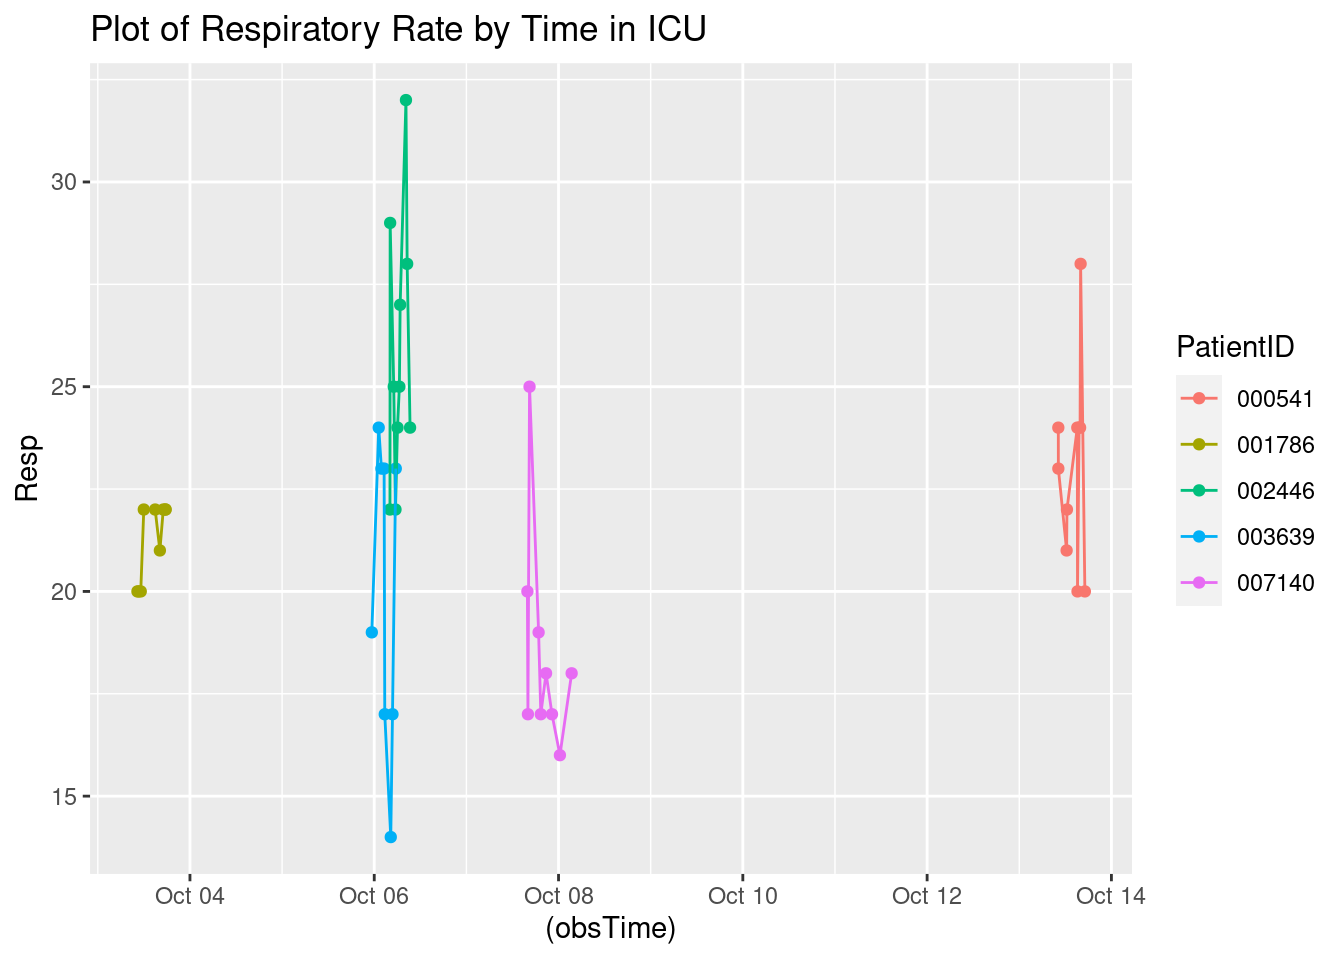 Plot of Respiratory Rate by Time in ICU
30
25
20
15
Resp
Oct 04 Oct 06 Oct 08 Oct 10 Oct 12 Oct 14
(obsTime)
PatientID
000541
001786
002446
003639
007140